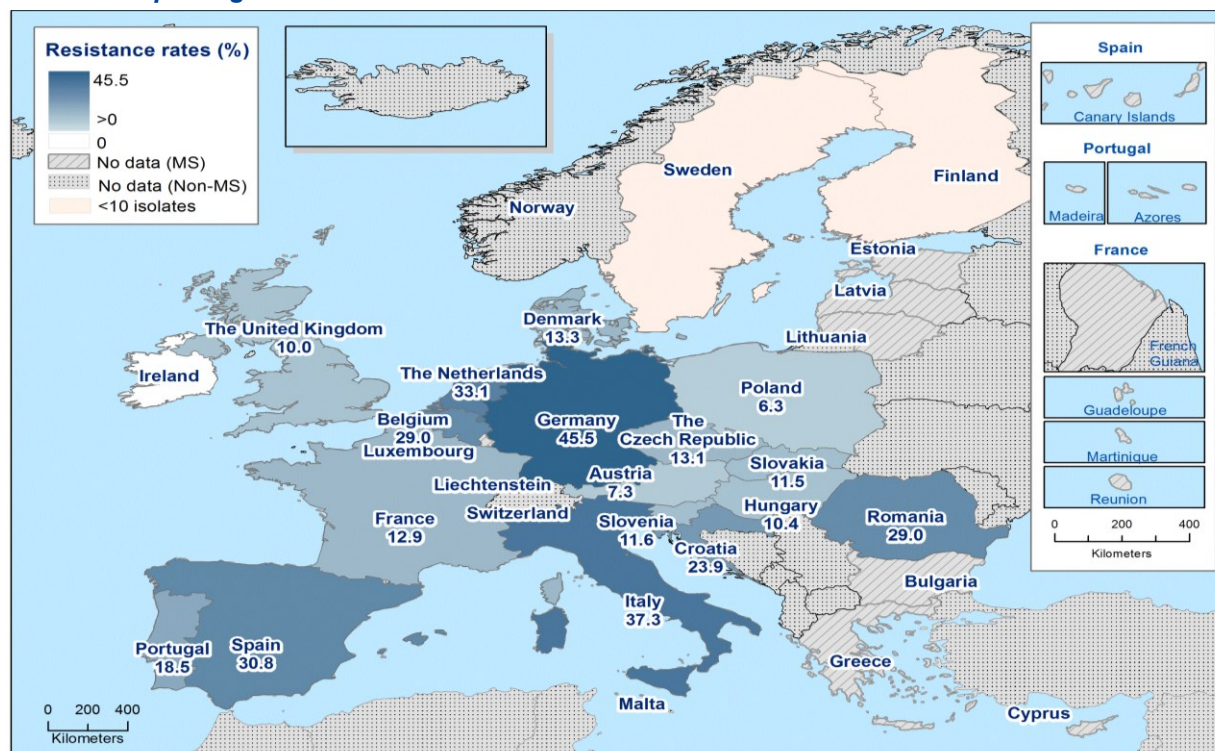 Resistance rates (%)
45.5
>0
0
No data (MS)
No data (Non-MS)
<10 isolates
Spain
Canary Islands
Portugal
Madeira
Azores
France
French
Guiana
Guadeloupe
Martinique
Reunion
0 200 400
Kilometers
Sweden
Finland
Norway
Estonia
Latvia
Lithuania
Denmark
13.3
The United Kingdom
10.0
Ireland
The Netherlands
33.1
Belgium
29.0
Luxembourg
Germany
45.5
Poland
6.3
The
Czech Republic
13.1
Slovakia
11.5
Austria
7.3
Liechtenstein
Switzerland
Hungary
10.4
Romania
29.0
France
12.9
Slovenia
11.6
Croatia
23.9
Bulgaria
Italy
37.3
Portugal
18.5
Spain
30.8
Greece
Malta
Cyprus
0 200 400
Kilometers